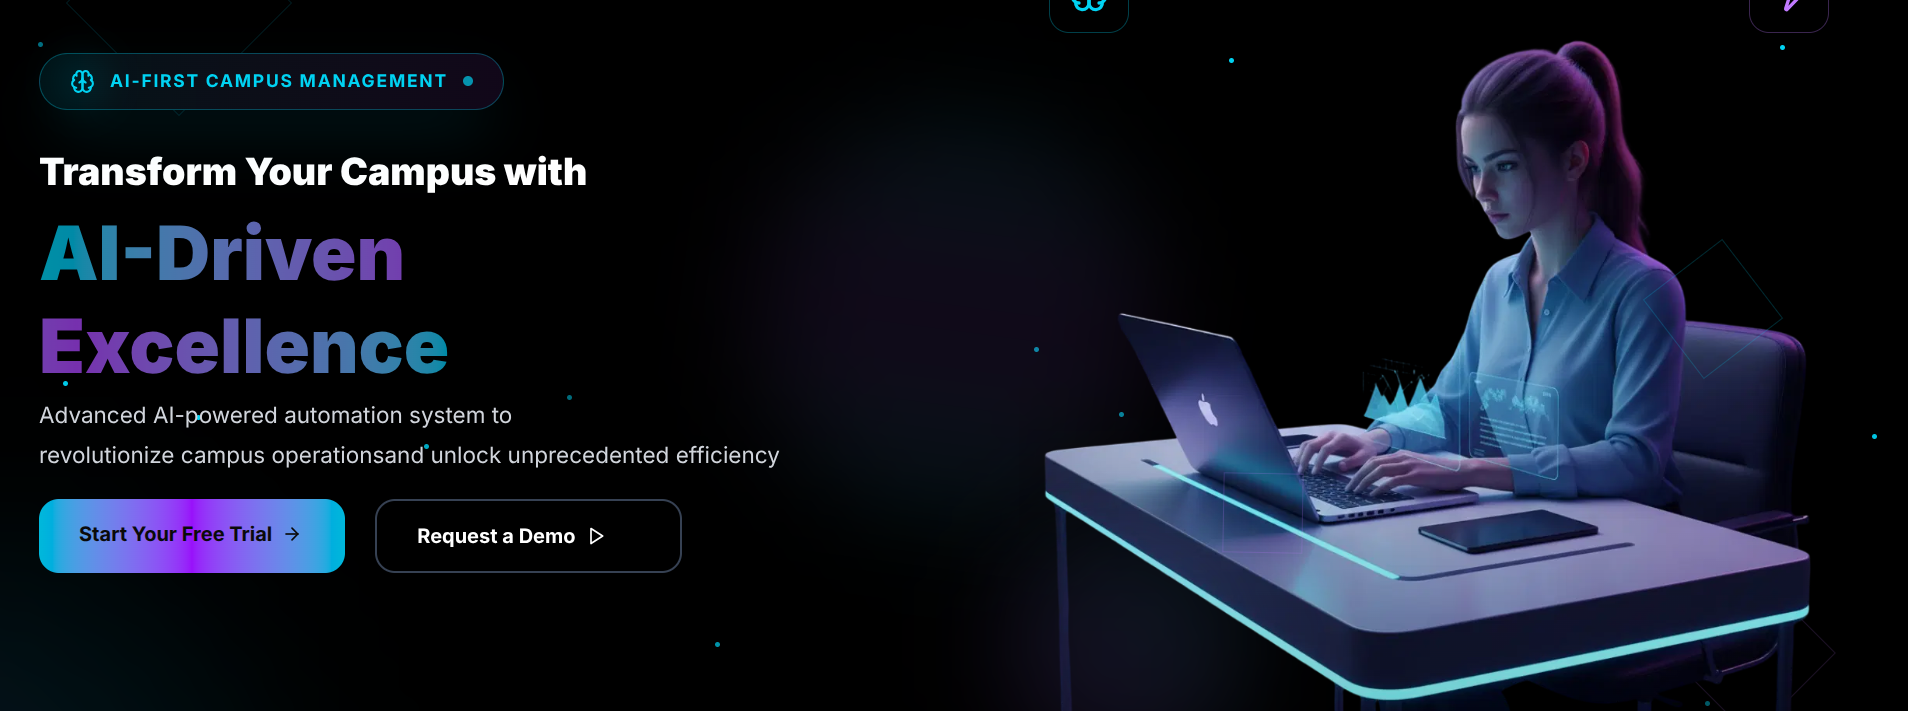 AI-FIRST CAMPUS MANAGEMENT
Transform Your Campus with
AI-Driven
Excellence
Advanced AI-powered automation system to
revolutionize campus operationsand unlock unprecedented efficiency
Start Your Free Trial
Request a Demo